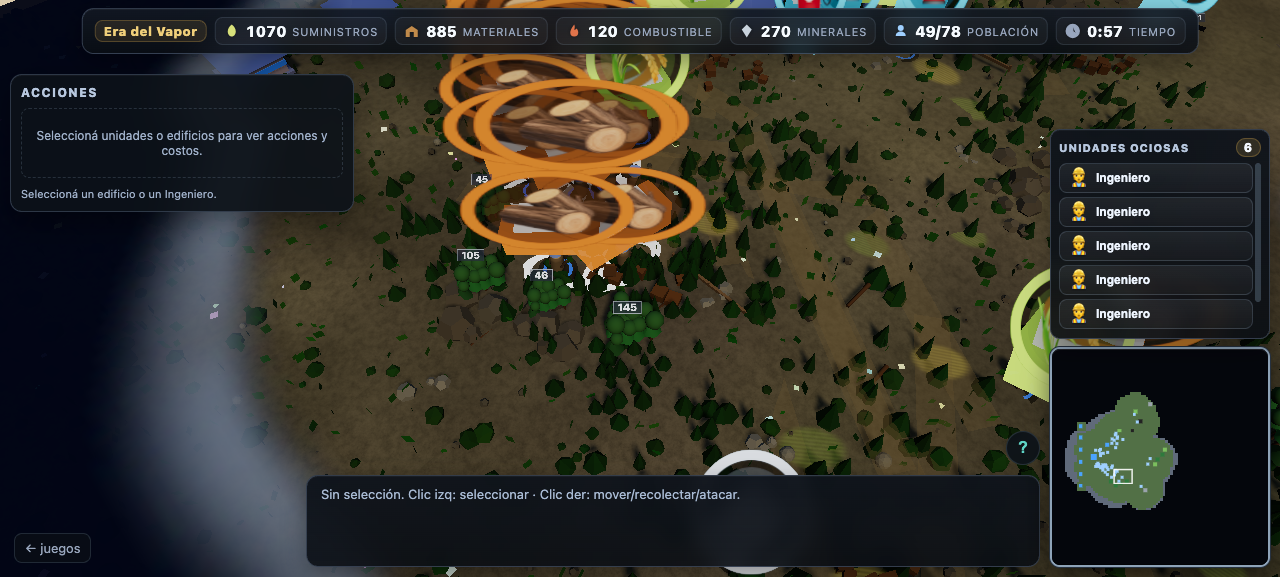 Era del Vapor
1070 SUMINISTROS
885 MATERIALES
120 COMBUSTIBLE
270 MINERALES
49/78 POBLACIÓN
0:57 TIEMPO
ACCIONES
Seleccioná unidades o edificios para ver acciones y
costos.
Seleccioná un edificio o un Ingeniero.
UNIDADES OCIOSAS 6
Ingeniero
Ingeniero
Ingeniero
Ingeniero
Ingeniero
45
105
46
145
?
Sin selección. Clic izq: seleccionar · Clic der: mover/recolectar/atacar.
← juegos